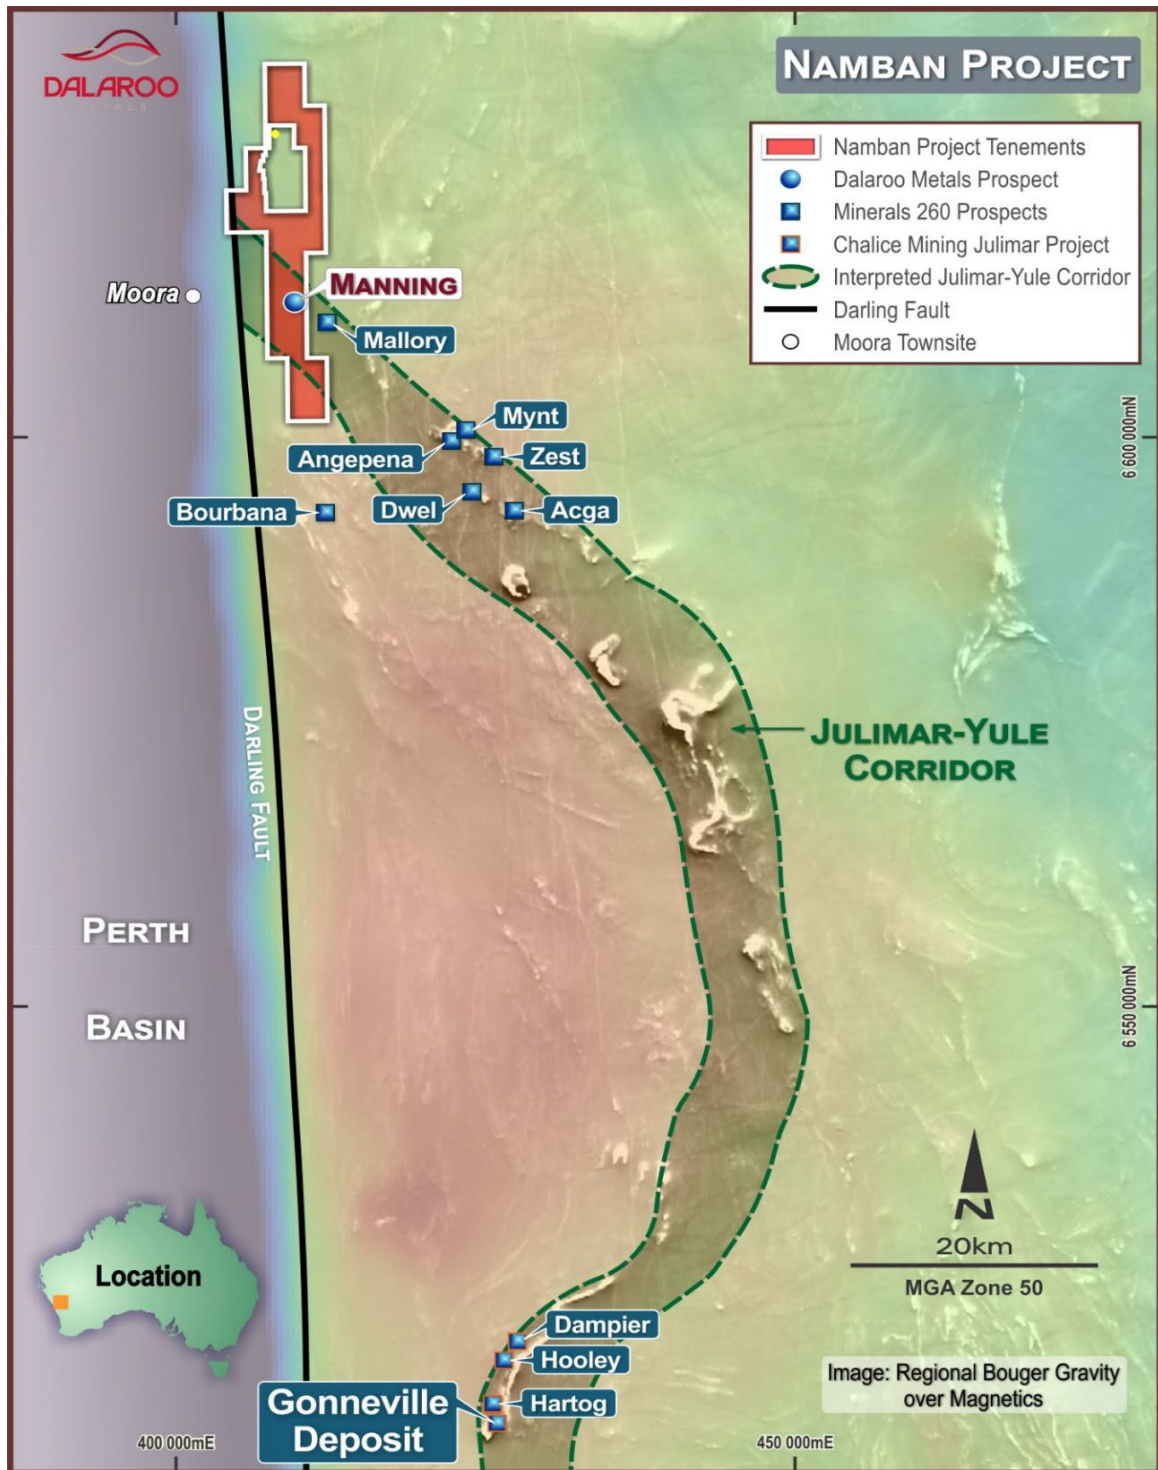 DALAROO
METALS
NAMBAN PROJECT
Namban Project Tenements
Dalaroo Metals Prospect
Minerals 260 Prospects
Chalice Mining Julimar Project
Interpreted Julimar-Yule Corridor
Darling Fault
Moora Townsite
Moora
MANNING
Mallory
Mynt
Angepena
Zest
Bourbana
Dwel
Acga
6 600 000mN
DARLING FAULT
JULIMAR-YULE
CORRIDOR
PERTH
BASIN
6 550 000mN
N
20km
MGA Zone 50
Location
Dampier
Hooley
Hartog
Gonneville
Deposit
Image: Regional Bouger Gravity
over Magnetics
400 000mE
450 000mE